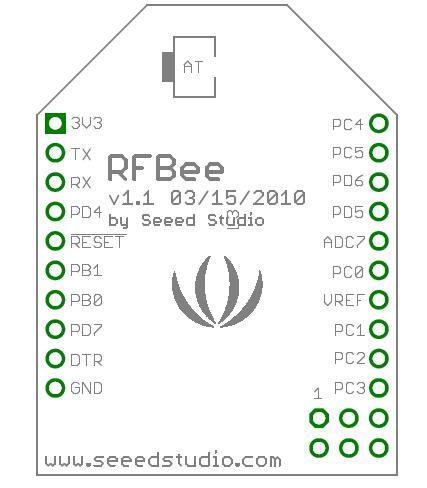 AT
3V3 PC4
TX PC5
RX PD6
PD4 PD5
RESET ADC7
PB1 PC0
PB0 VREF
PD7 PC1
DTR PC2
GND PC3
RFBee
v1.1 03/15/2010
by Seeed Studio
1
www.seeedstudio.com